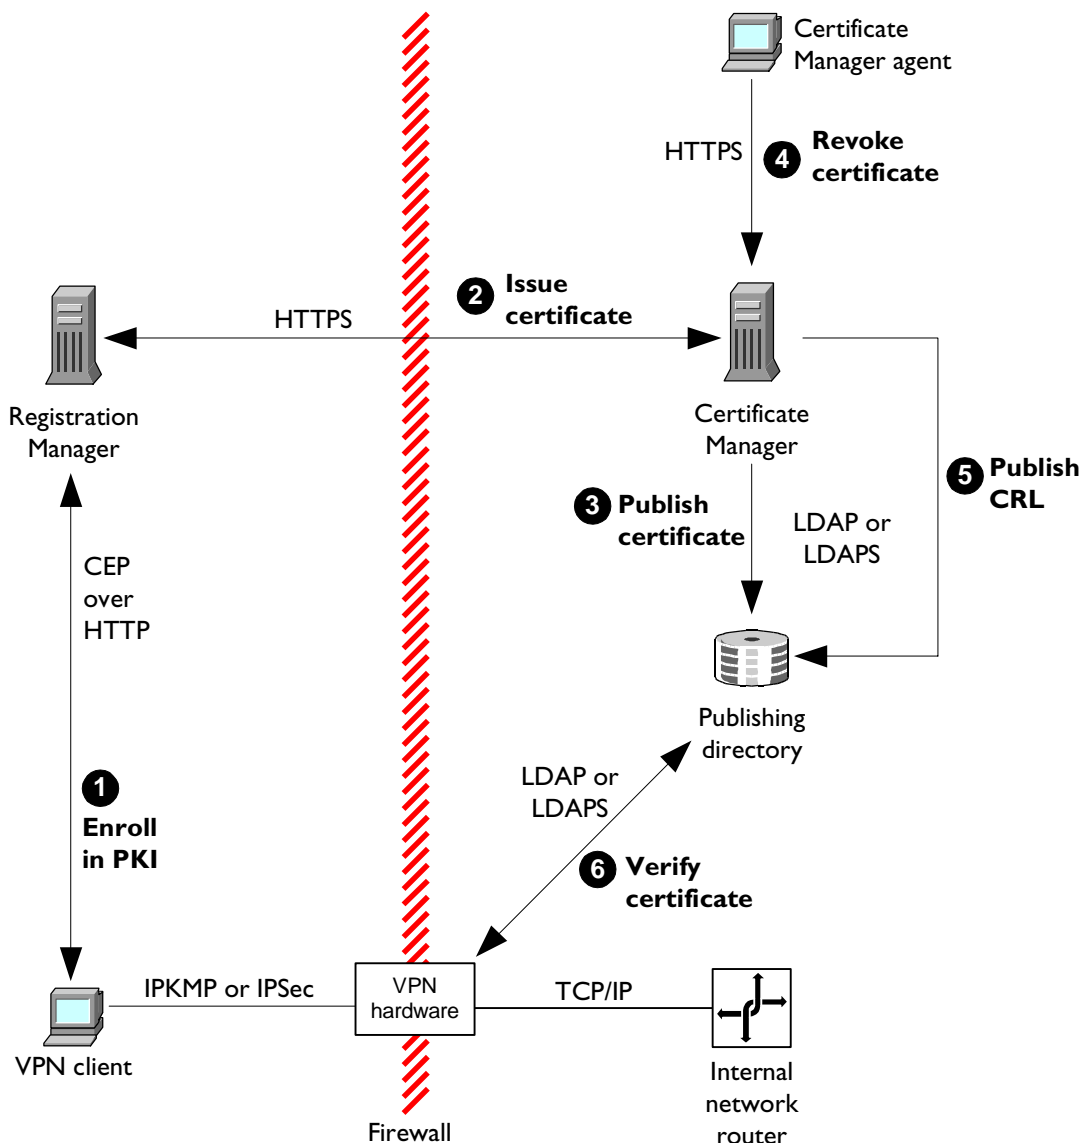 Certificate
Manager agent
HTTPS
4
Revoke
certificate
2
Issue
certificate
HTTPS
Registration
Manager
Certificate
Manager
5
Publish
CRL
3
Publish
certificate
LDAP or
LDAPS
CEP
over
HTTP
Publishing
directory
1
Enroll
in PKI
LDAP or
LDAPS
6
Verify
certificate
IPKMP or IPSec
VPN
hardware
TCP/IP
VPN client
Internal
network
router
Firewall